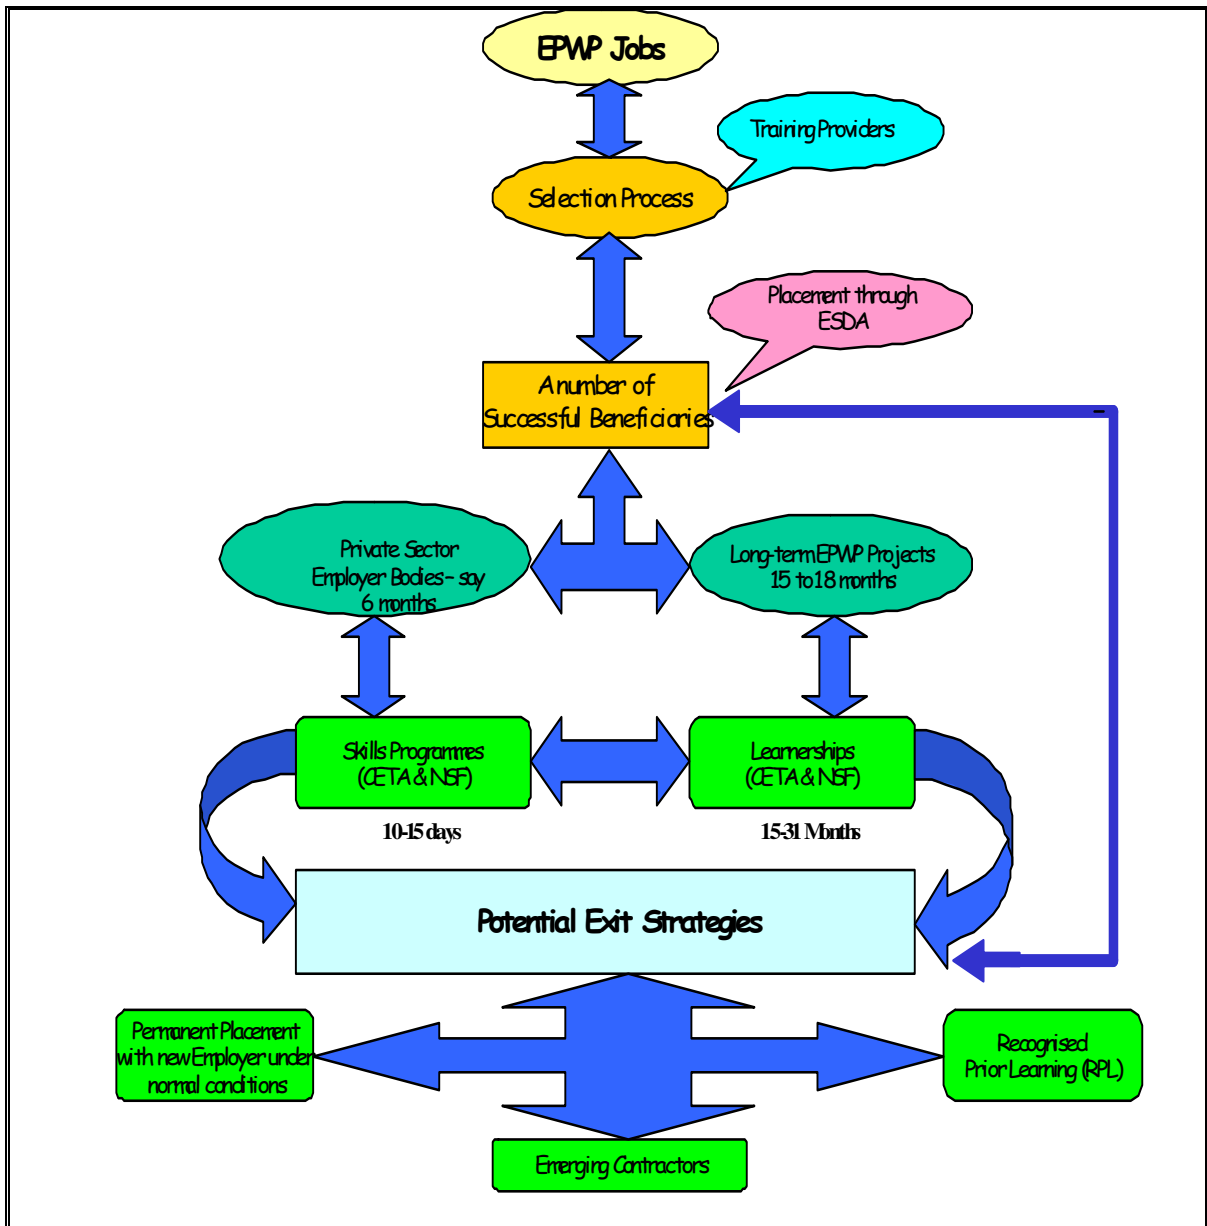 EPWP Jobs
Training Providers
Selection Process
Placement through
ESDA
A number of
Successful Beneficiaries
Private Sector
Employer Bodies – say
6 months
Long-term EPWP Projects
15 to 18 months
Skills Programmes
(CETA & NSF)
Learnerships
(CETA & NSF)
10-15 days
15-31 Months
Potential Exit Strategies
Permanent Placement
with new Employer under
normal conditions
Recognised
Prior Learning (RPL)
Emerging Contractors